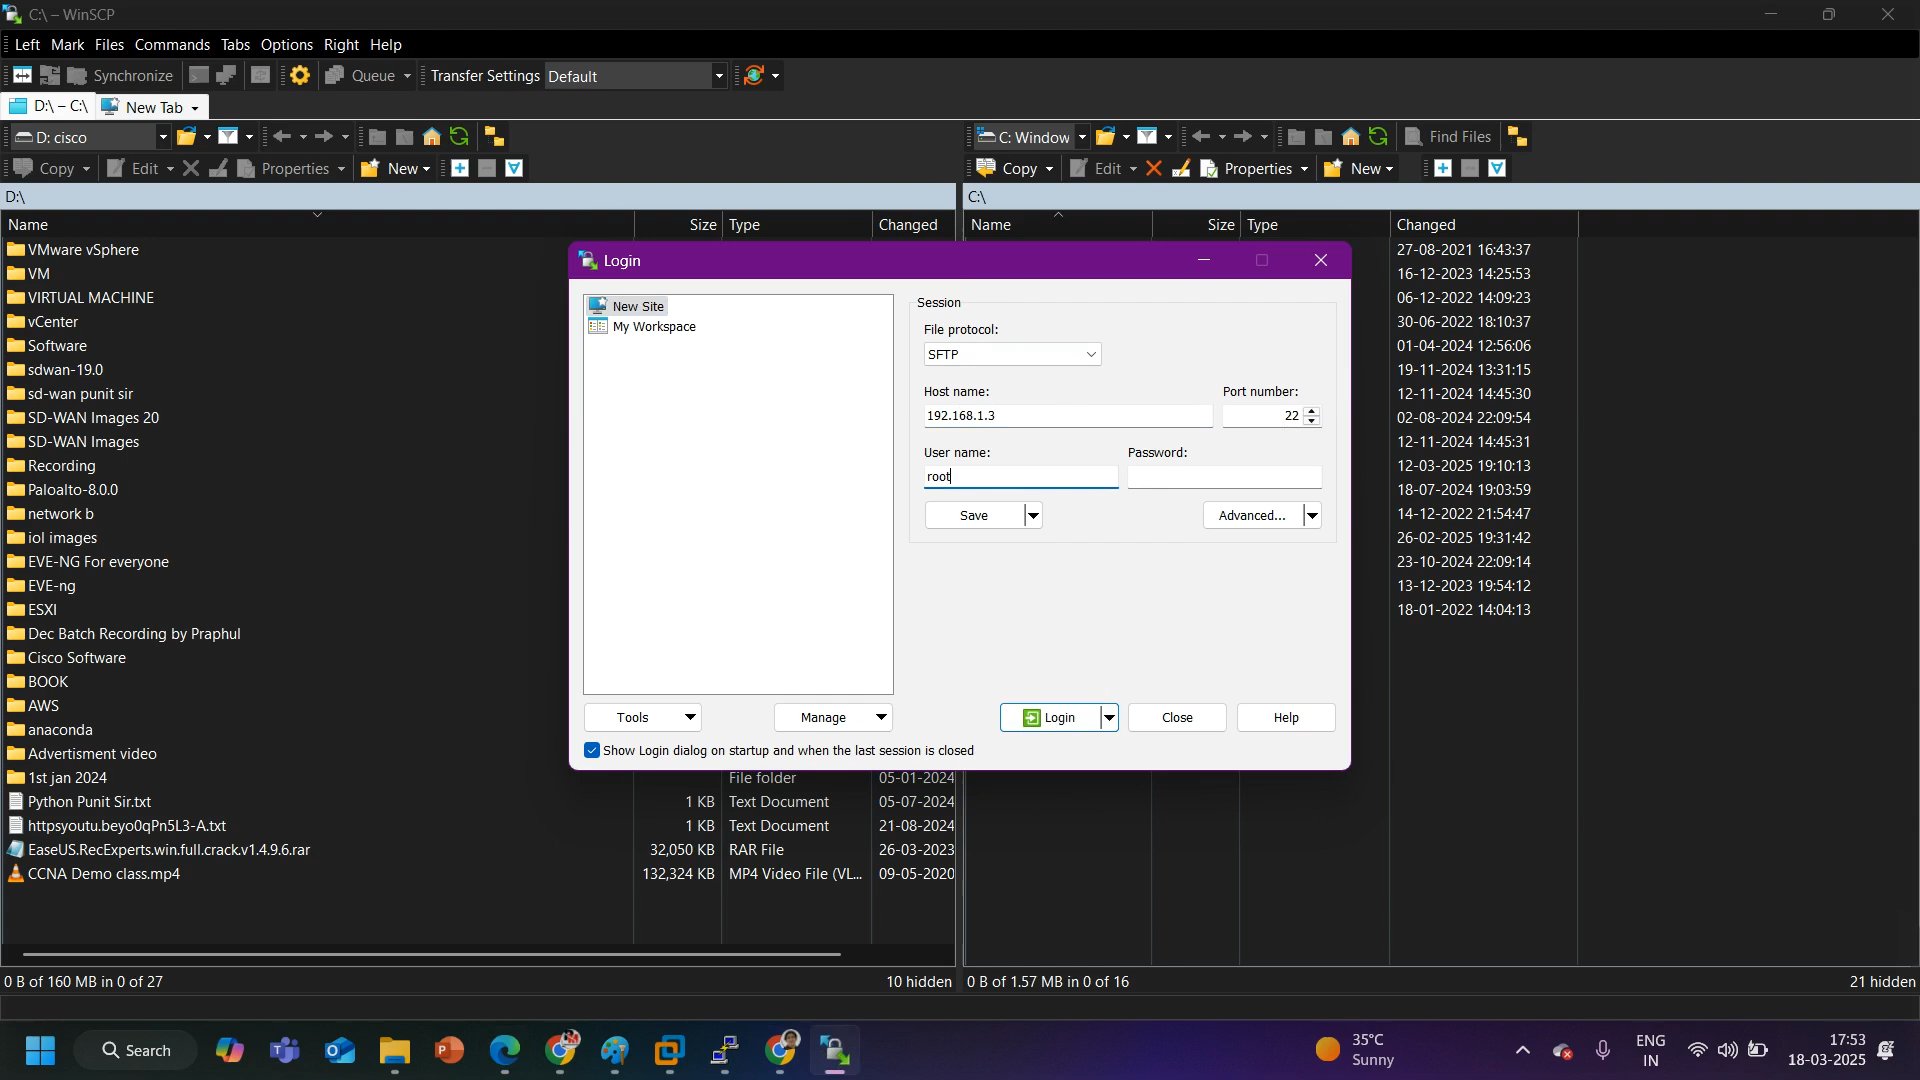 C:\ – WinSCP
Left Mark Files Commands Tabs Options Right Help
Synchronize Queue Transfer Settings Default
D:\ – C:\ New Tab
D: cisco
C: Window Find Files
Copy Edit Properties New
Copy Edit Properties New
D:\
C:\
Name Size Type Changed
Name Size Type Changed
VMware vSphere
VM
VIRTUAL MACHINE
vCenter
Software
sdwan-19.0
sd-wan punit sir
SD-WAN Images 20
SD-WAN Images
Recording
Paloalto-8.0.0
network b
iol images
EVE-NG For everyone
EVE-ng
ESXI
Dec Batch Recording by Praphul
Cisco Software
BOOK
AWS
anaconda
Advertisment video
1st jan 2024 File folder 05-01-2024
Python Punit Sir.txt 1 KB Text Document 05-07-2024
httpsyoutu.beyo0qPn5L3-A.txt 1 KB Text Document 21-08-2024
EaseUS.RecExperts.win.full.crack.v1.4.9.6.rar 32,050 KB RAR File 26-03-2023
CCNA Demo class.mp4 132,324 KB MP4 Video File (VL... 09-05-2020
27-08-2021 16:43:37
16-12-2023 14:25:53
06-12-2022 14:09:23
30-06-2022 18:10:37
01-04-2024 12:56:06
19-11-2024 13:31:15
12-11-2024 14:45:30
02-08-2024 22:09:54
12-11-2024 14:45:31
12-03-2025 19:10:13
18-07-2024 19:03:59
14-12-2022 21:54:47
26-02-2025 19:31:42
23-10-2024 22:09:14
13-12-2023 19:54:12
18-01-2022 14:04:13
Login
New Site
My Workspace
Session
File protocol:
SFTP
Host name: Port number:
192.168.1.3 22
User name: Password:
root
Save Advanced...
Tools Manage Login Close Help
Show Login dialog on startup and when the last session is closed
0 B of 160 MB in 0 of 27 10 hidden
0 B of 1.57 MB in 0 of 16 21 hidden
Search
35°C
Sunny
ENG
IN
17:53
18-03-2025